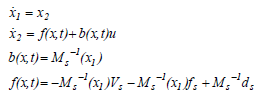 ẋ₁ = x₂
ẋ₂ = f(x,t)+b(x,t)u
b(x,t)= Mₛ⁻¹(x₁)
f(x,t)= −Mₛ⁻¹(x₁)Vₛ − Mₛ⁻¹(x₁)fₛ + Mₛ⁻¹dₛ